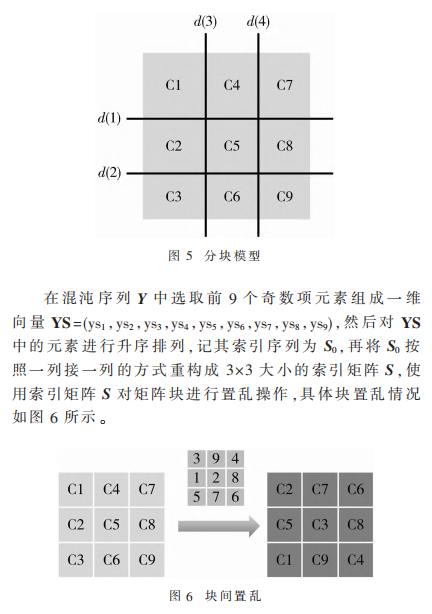 d(3) d(4)
C1 C4 C7
d(1)
C2 C5 C8
d(2)
C3 C6 C9
图 5 分块模型
在混沌序列 Y 中选取前 9 个奇数项元素组成一维
向量 YS=(ys₁,ys₂,ys₃,ys₄,ys₅,ys₆,ys₇,ys₈,ys₉),然后对 YS
中的元素进行升序排列,记其索引序列为 S₀,再将 S₀ 按
照一列接一列的方式重构成 3×3 大小的索引矩阵 S,使
用索引矩阵 S 对矩阵块进行置乱操作,具体块置乱情况
如图 6 所示。
3 9 4
1 2 8
5 7 6
C1 C4 C7
C2 C5 C8
C3 C6 C9
C2 C7 C6
C5 C3 C8
C1 C9 C4
图 6 块间置乱